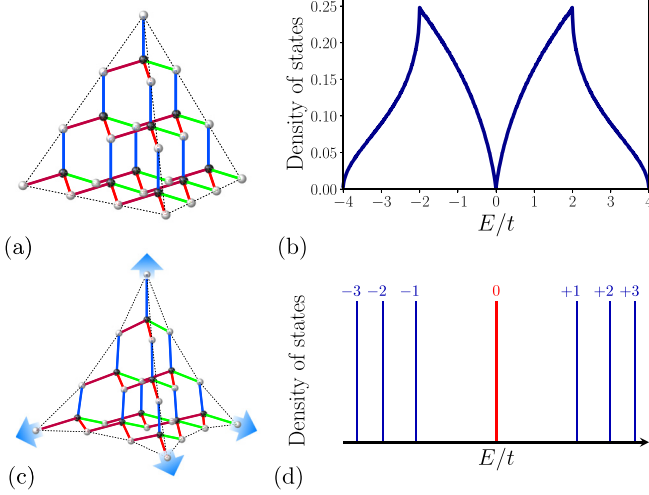 (a)
Density of states
0.25
0.20
0.15
0.10
0.05
0.00
−4 −3 −2 −1 0 1 2 3 4
E/t
(b)
(c)
Density of states
−3 −2 −1 0 +1 +2 +3
E/t
(d)